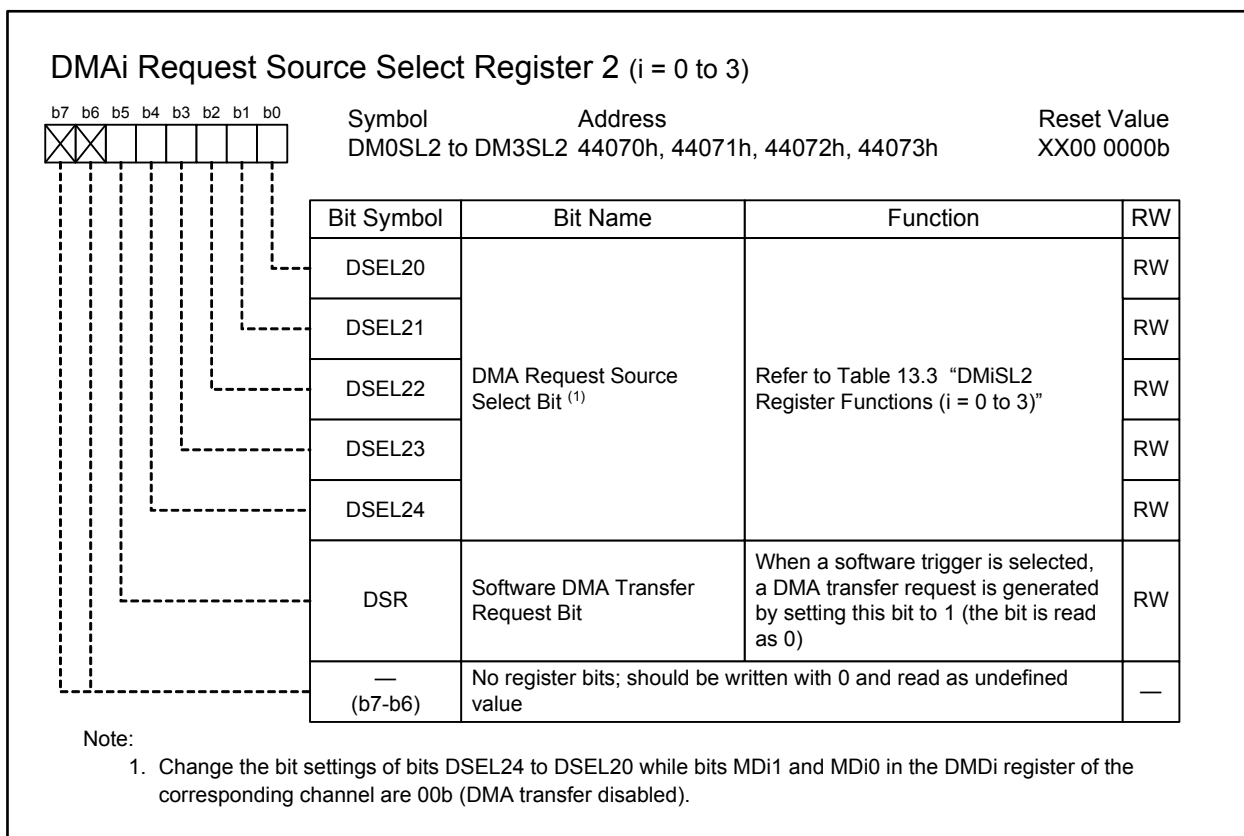 DMAi Request Source Select Register 2 (i = 0 to 3)
b7 b6 b5 b4 b3 b2 b1 b0
Symbol Address Reset Value
DM0SL2 to DM3SL2 44070h, 44071h, 44072h, 44073h XX00 0000b
Bit Symbol Bit Name Function RW
DSEL20 RW
DSEL21 RW
DSEL22 RW
DMA Request Source
Select Bit (1)
Refer to Table 13.3 “DMiSL2
Register Functions (i = 0 to 3)”
DSEL23 RW
DSEL24 RW
DSR
Software DMA Transfer
Request Bit
When a software trigger is selected,
a DMA transfer request is generated
by setting this bit to 1 (the bit is read
as 0)
RW
—
(b7-b6)
No register bits; should be written with 0 and read as undefined
value
—
Note:
1. Change the bit settings of bits DSEL24 to DSEL20 while bits MDi1 and MDi0 in the DMDi register of the
corresponding channel are 00b (DMA transfer disabled).